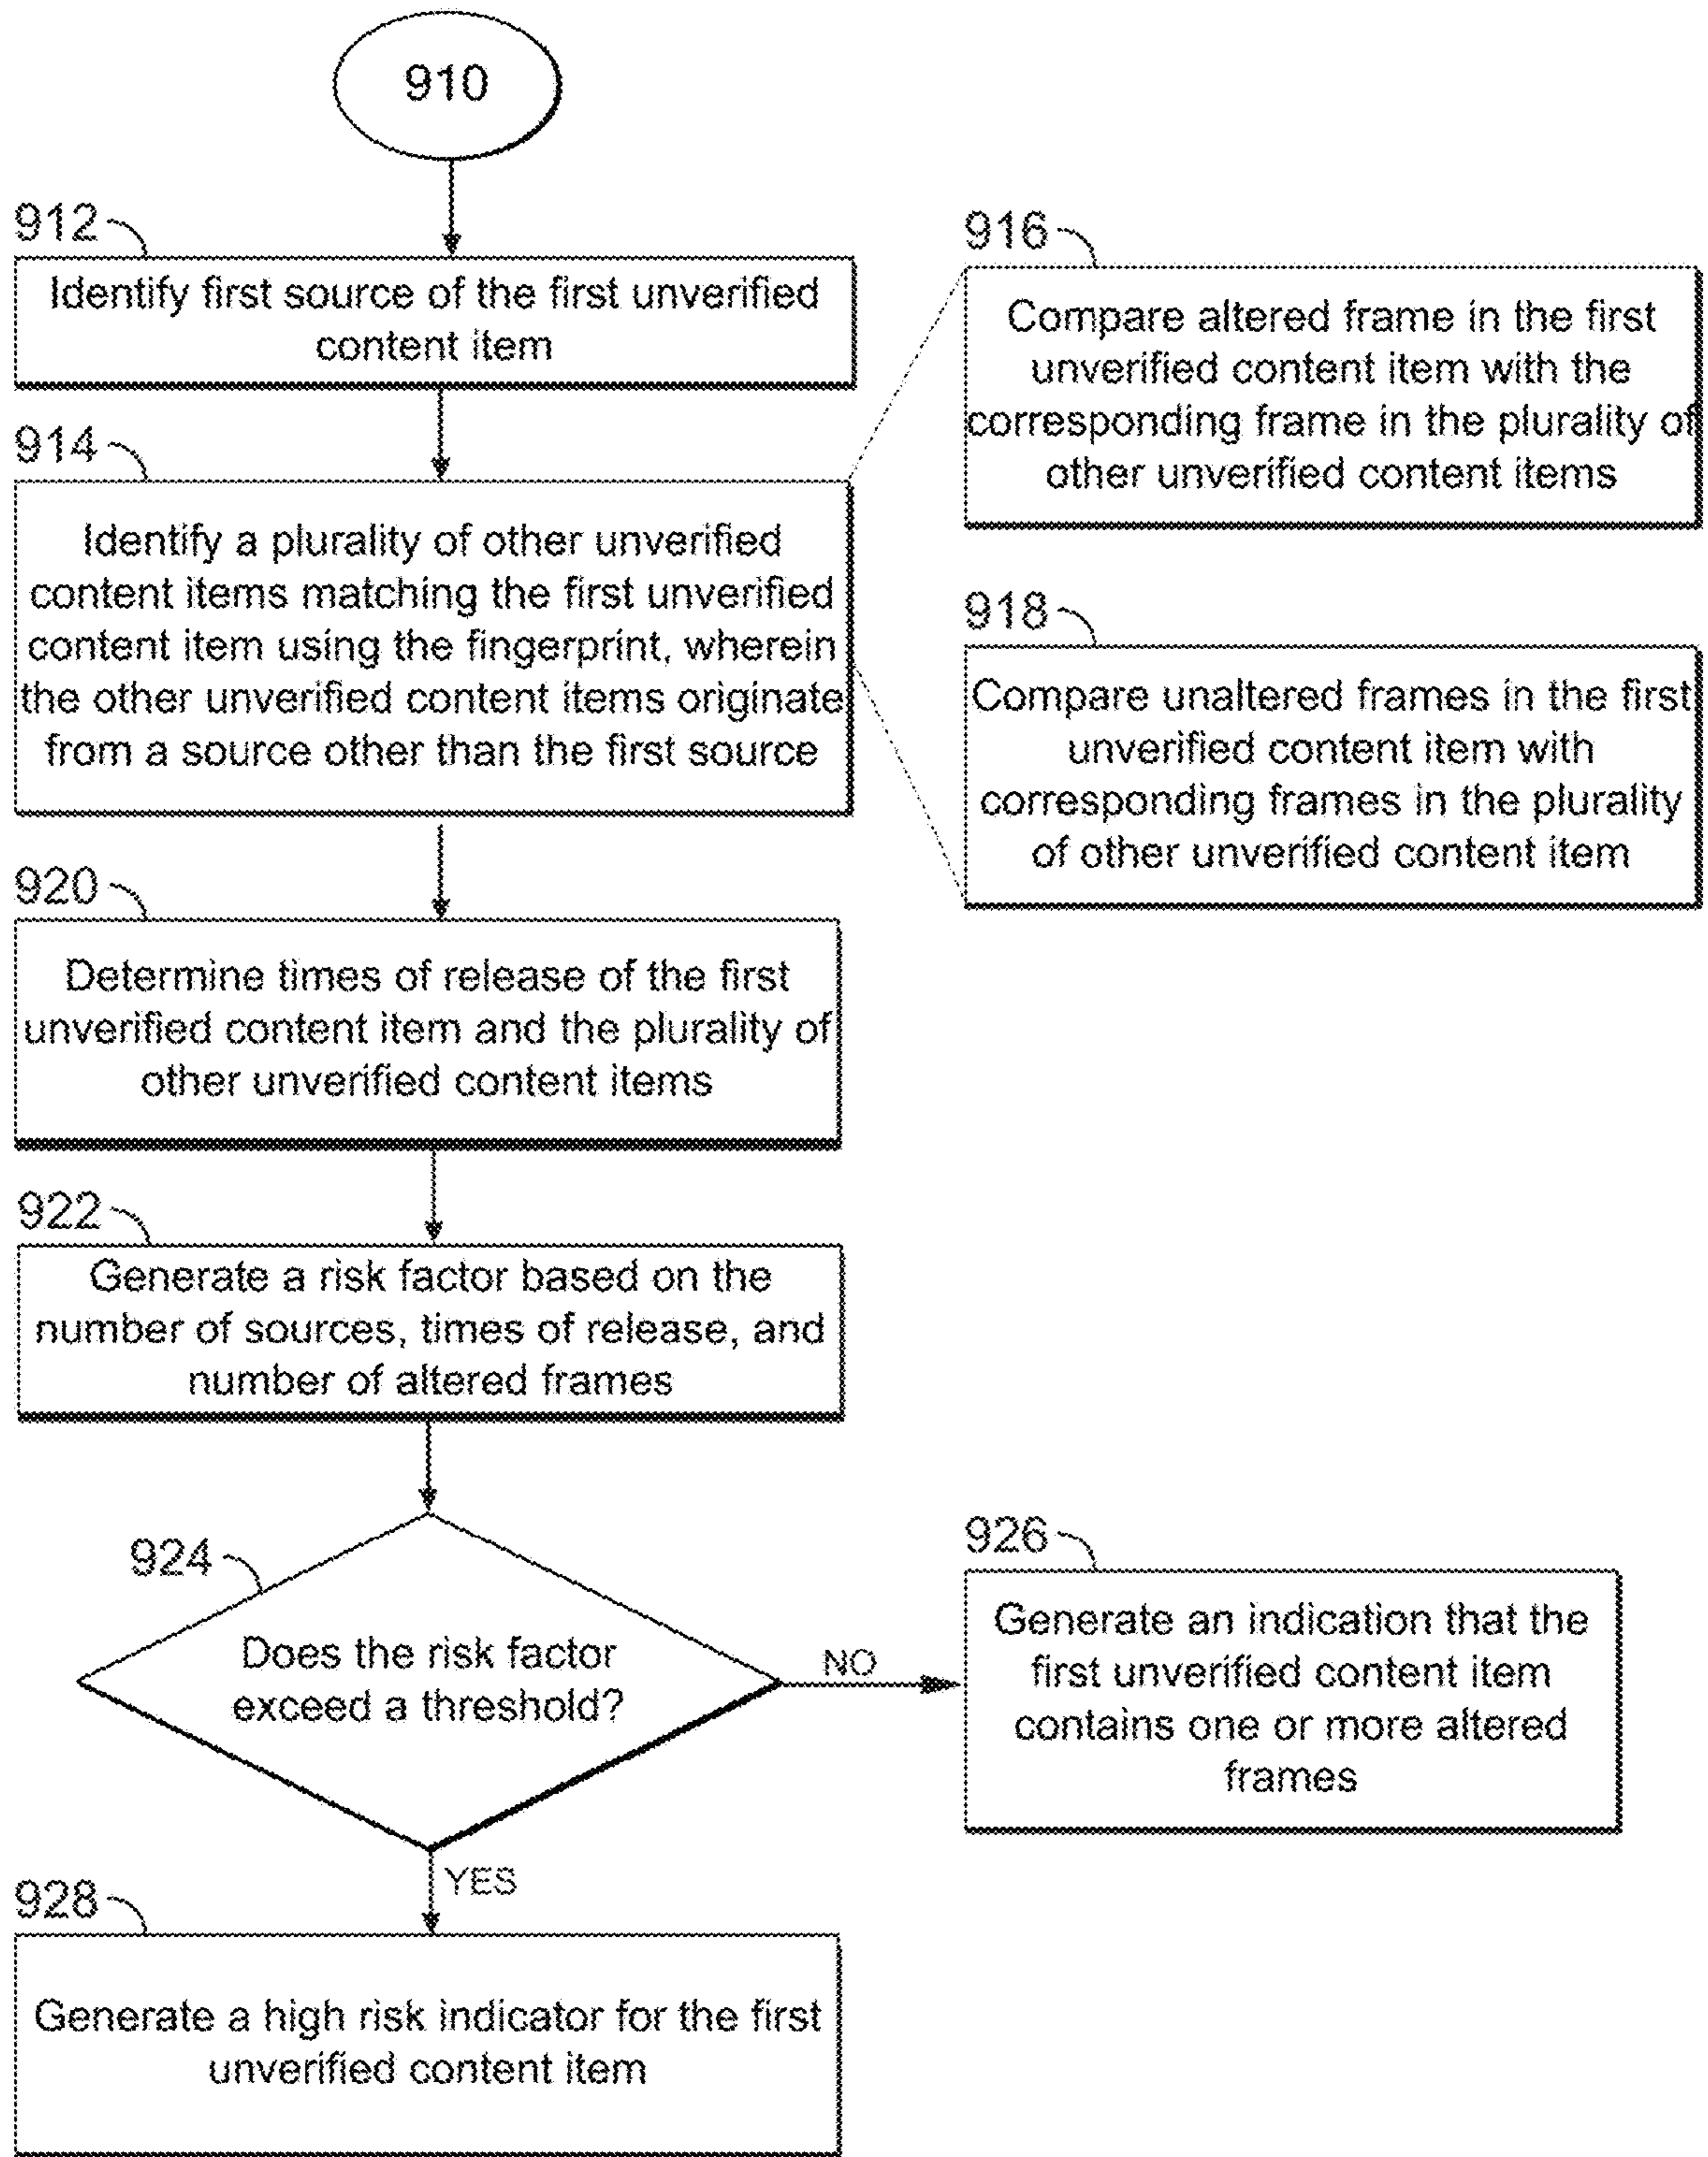 910
912
Identify first source of the first unverified
content item
914
Identify a plurality of other unverified
content items matching the first unverified
content item using the fingerprint, wherein
the other unverified content items originate
from a source other than the first source
916
Compare altered frame in the first
unverified content item with the
corresponding frame in the plurality of
other unverified content items
918
Compare unaltered frames in the first
unverified content item with
corresponding frames in the plurality
of other unverified content item
920
Determine times of release of the first
unverified content item and the plurality of
other unverified content items
922
Generate a risk factor based on the
number of sources, times of release, and
number of altered frames
924
Does the risk factor
exceed a threshold?
NO
926
Generate an indication that the
first unverified content item
contains one or more altered
frames
YES
928
Generate a high risk indicator for the first
unverified content item